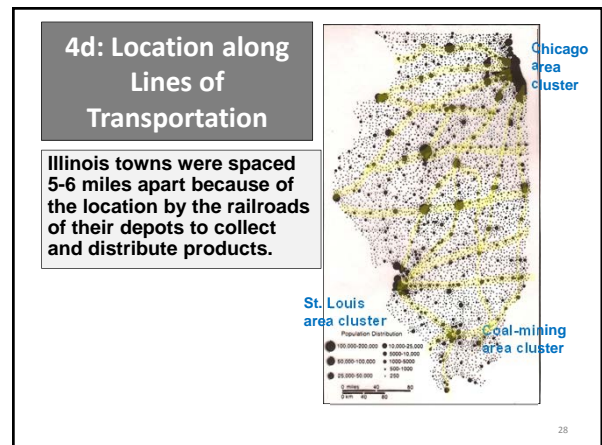 4d: Location along
Lines of
Transportation
Illinois towns were spaced
5-6 miles apart because of
the location by the railroads
of their depots to collect
and distribute products.
Chicago
area
cluster
St. Louis
area cluster
Coal-mining
area cluster
Population Distribution
100,000-200,000
50,000-100,000
25,000-50,000
10,000-25,000
5000-10,000
1000-5000
500-1000
250
0 miles 40 80
0 km 40 80
28